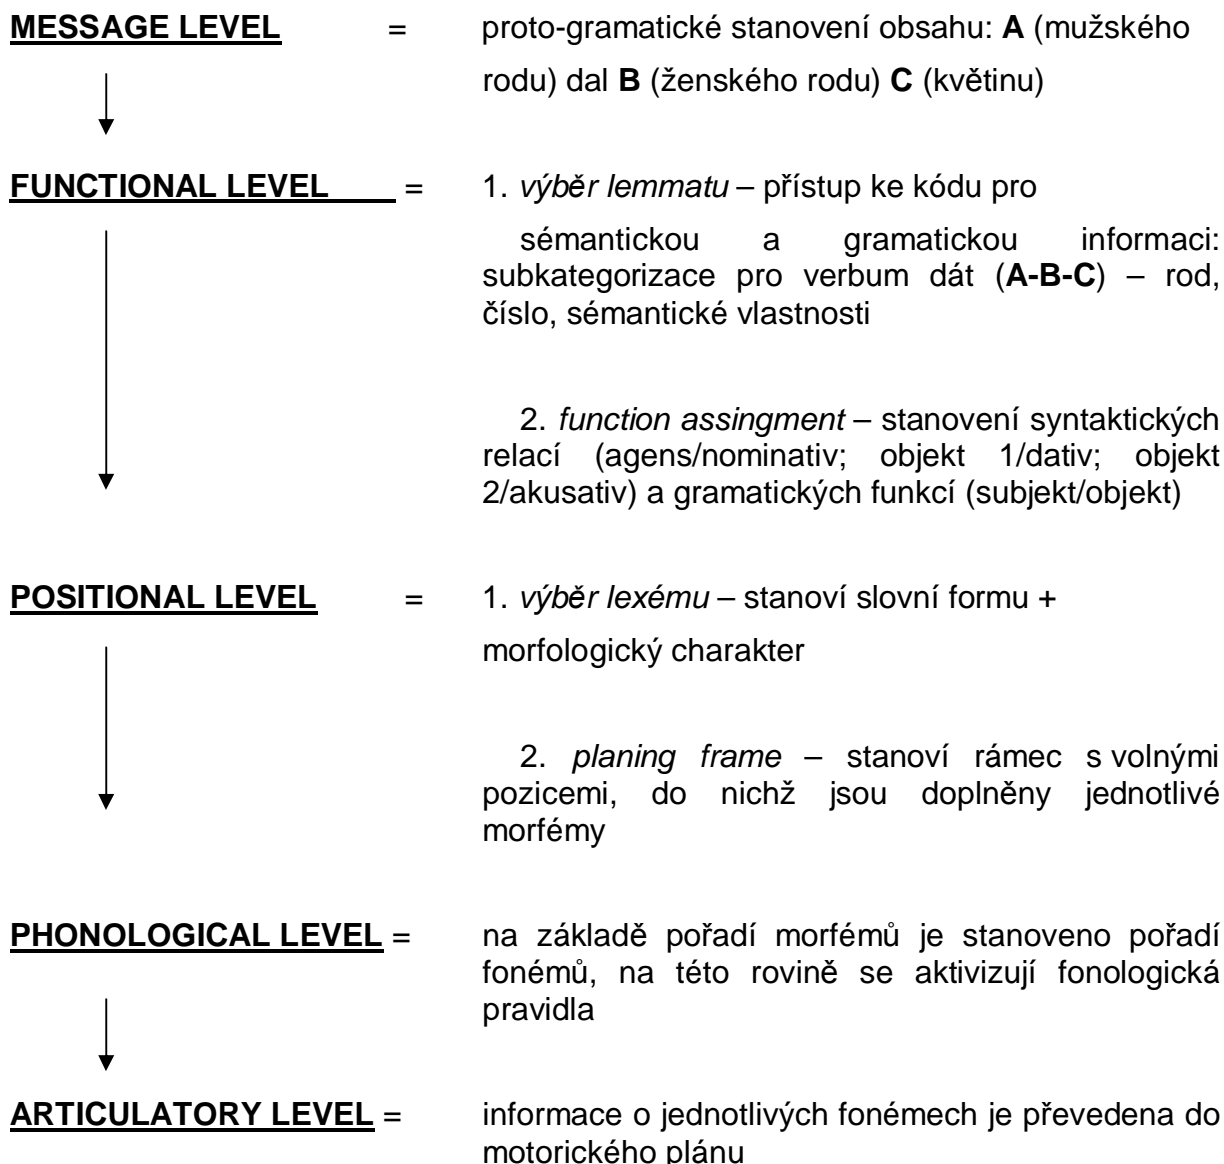 MESSAGE LEVEL = proto-gramatické stanovení obsahu: A (mužského
rodu) dal B (ženského rodu) C (květinu)
FUNCTIONAL LEVEL = 1. výběr lemmatu – přístup ke kódu pro
sémantickou a gramatickou informaci:
subkategorizace pro verbum dát (A-B-C) – rod,
číslo, sémantické vlastnosti
2. function assingment – stanovení syntaktických
relací (agens/nominativ; objekt 1/dativ; objekt
2/akusativ) a gramatických funkcí (subjekt/objekt)
POSITIONAL LEVEL = 1. výběr lexému – stanoví slovní formu +
morfologický charakter
2. planing frame – stanoví rámec s volnými
pozicemi, do nichž jsou doplněny jednotlivé
morfémy
PHONOLOGICAL LEVEL = na základě pořadí morfémů je stanoveno pořadí
fonémů, na této rovině se aktivizují fonologická
pravidla
ARTICULATORY LEVEL = informace o jednotlivých fonémech je převedena do
motorického plánu